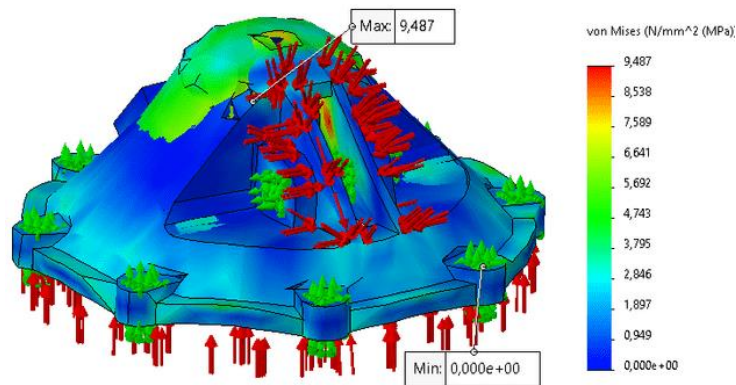 Max: 9,487
von Mises (N/mm^2 (MPa))
9,487
8,538
7,590
6,641
5,692
4,743
3,795
2,846
1,897
0,949
0,000e+00
Min: 0,000e+00